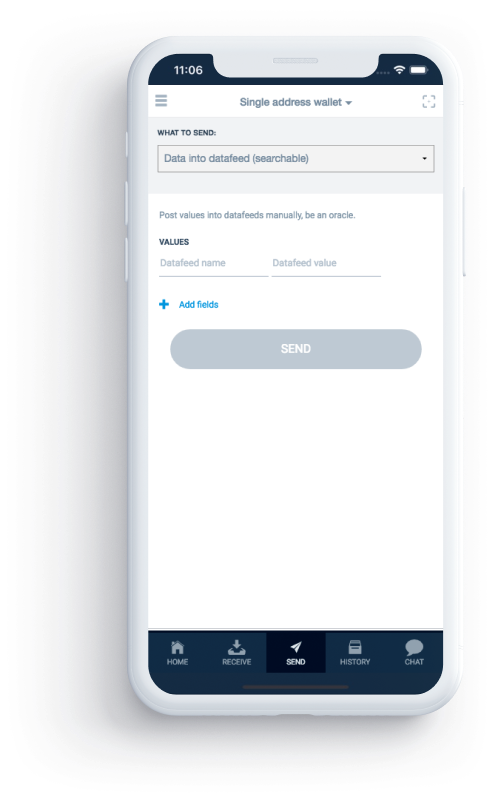 11:06
Single address wallet
WHAT TO SEND:
Data into datafeed (searchable)
Post values into datafeeds manually, be an oracle.
VALUES
Datafeed name Datafeed value
Add fields
SEND
HOME RECEIVE SEND HISTORY CHAT